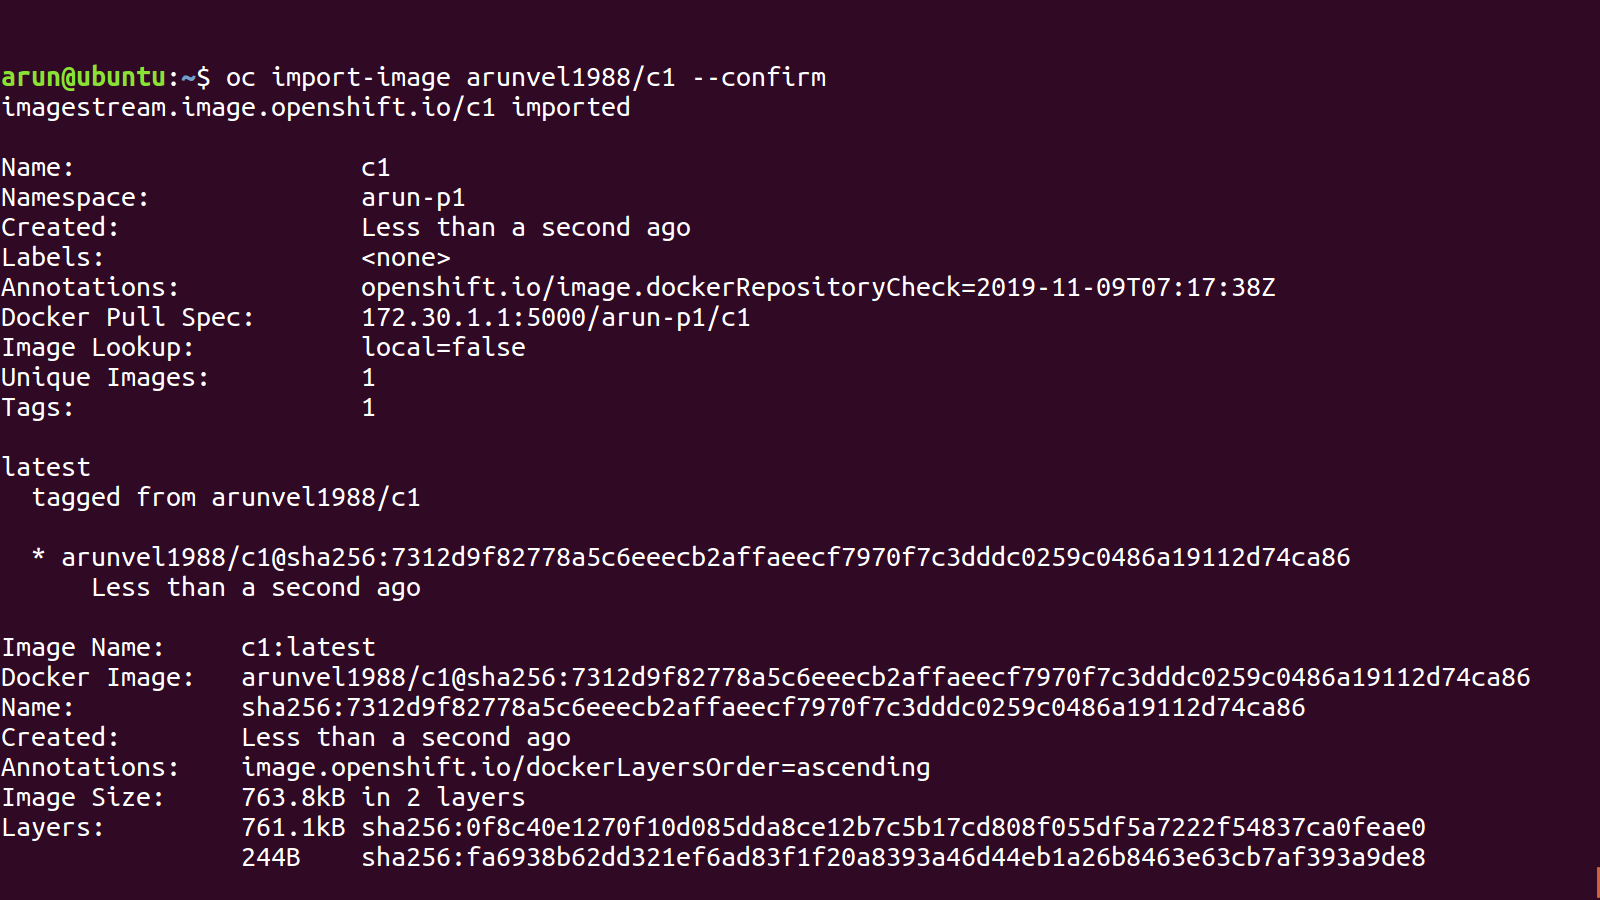 arun@ubuntu:~$ oc import-image arunvel1988/c1 --confirm
imagestream.image.openshift.io/c1 imported
Name: c1
Namespace: arun-p1
Created: Less than a second ago
Labels: <none>
Annotations: openshift.io/image.dockerRepositoryCheck=2019-11-09T07:17:38Z
Docker Pull Spec: 172.30.1.1:5000/arun-p1/c1
Image Lookup: local=false
Unique Images: 1
Tags: 1
latest
tagged from arunvel1988/c1
* arunvel1988/c1@sha256:7312d9f82778a5c6eeecb2affaeecf7970f7c3dddc0259c0486a19112d74ca86
Less than a second ago
Image Name: c1:latest
Docker Image: arunvel1988/c1@sha256:7312d9f82778a5c6eeecb2affaeecf7970f7c3dddc0259c0486a19112d74ca86
Name: sha256:7312d9f82778a5c6eeecb2affaeecf7970f7c3dddc0259c0486a19112d74ca86
Created: Less than a second ago
Annotations: image.openshift.io/dockerLayersOrder=ascending
Image Size: 763.8kB in 2 layers
Layers: 761.1kB sha256:0f8c40e1270f10d085dda8ce12b7c5b17cd808f055df5a7222f54837ca0feae0
244B sha256:fa6938b62dd321ef6ad83f1f20a8393a46d44eb1a26b8463e63cb7af393a9de8